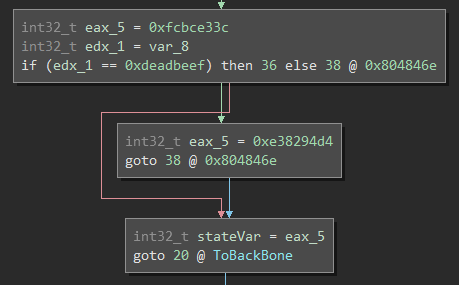 int32_t eax_5 = 0xfcbce33c
int32_t edx_1 = var_8
if (edx_1 == 0xdeadbeef) then 36 else 38 @ 0x804846e
int32_t eax_5 = 0xe38294d4
goto 38 @ 0x804846e
int32_t stateVar = eax_5
goto 20 @ ToBackBone